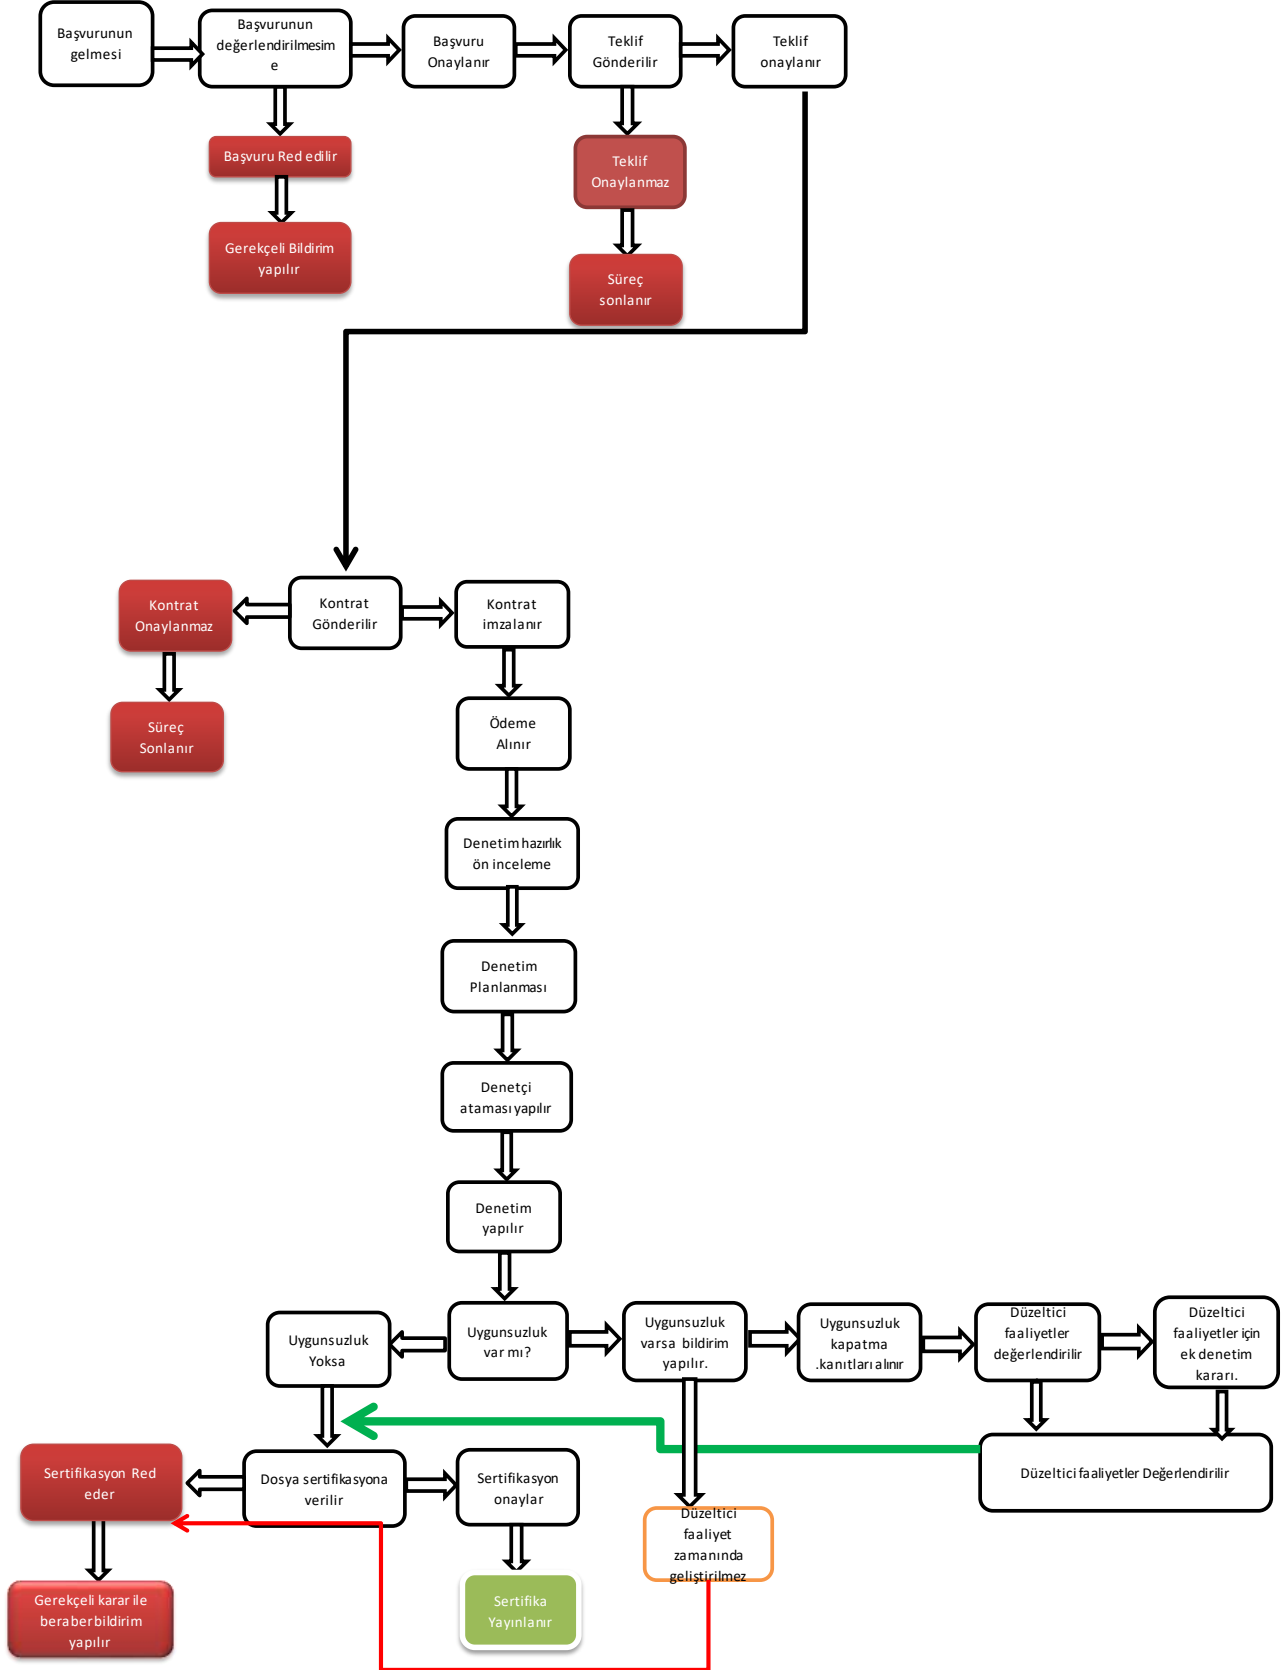 Başvurunun
gelmesi
Başvurunun
değerlendirilmesim
e
Başvuru
Onaylanır
Teklif
Gönderilir
Teklif
onaylanır
Başvuru Red edilir
Gerekçeli Bildirim
yapılır
Teklif
Onaylanmaz
Süreç
sonlanır
Kontrat
Onaylanmaz
Kontrat
Gönderilir
Kontrat
imzalanır
Süreç
Sonlanır
Ödeme
Alınır
Denetim hazırlık
ön inceleme
Denetim
Planlanması
Denetçi
ataması yapılır
Denetim
yapılır
Uygunsuzluk
Yoksa
Uygunsuzluk
var mı?
Uygunsuzluk
varsa bildirim
yapılır.
Uygunsuzluk
kapatma
.kanıtları alınır
Düzeltici
faaliyetler
değerlendirilir
Düzeltici
faaliyetler için
ek denetim
kararı.
Sertifikasyon Red
eder
Dosya sertifikasyona
verilir
Sertifikasyon
onaylar
Düzeltici faaliyetler Değerlendirilir
Düzeltici
faaliyet
zamanında
geliştirilmez
Gerekçeli karar ile
beraber bildirim
yapılır
Sertifika
Yayınlanır